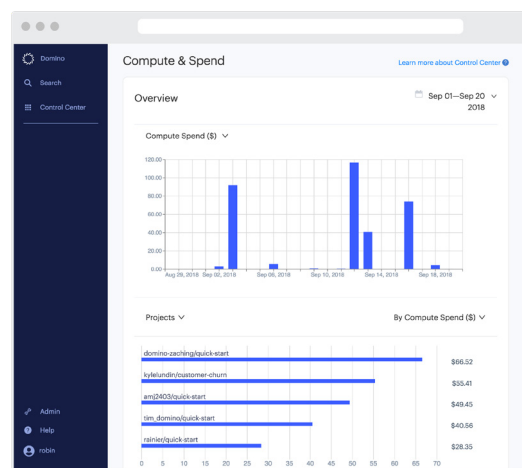 Domino
Search
Control Center
Admin
Help
robin
Compute & Spend
Learn more about Control Center
Overview
Sep 01—Sep 20
2018
Compute Spend ($)
120.00
100.00
80.00
60.00
40.00
20.00
0.00
Aug 29, 2018 Sep 02, 2018 Sep 06, 2018 Sep 10, 2018 Sep 14, 2018 Sep 18, 2018
Projects
By Compute Spend ($)
domino-zaching/quick-start
$66.52
kylelundin/customer-churn
$55.41
amj2403/quick-start
$49.45
tim_domino/quick-start
$40.56
rainier/quick-start
$28.35
0 5 10 15 20 25 30 35 40 45 50 55 60 65 70